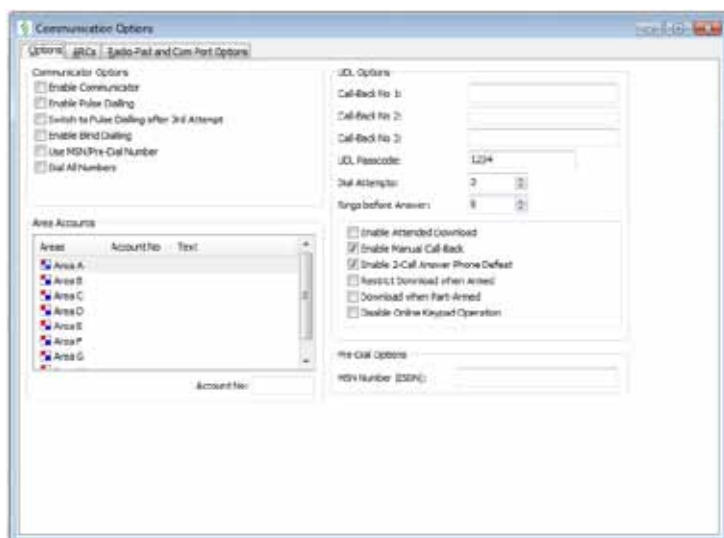 Communication Options
Options ARCs Radio-Pad and Com Port Options
Communicator Options
Enable Communicator
Enable Pulse Dialling
Switch to Pulse Dialling after 3rd Attempt
Enable Blind Dialling
Use MSN/Pre-Dial Number
Dial All Numbers
Area Accounts
Areas Account No Text
Area A
Area B
Area C
Area D
Area E
Area F
Area G
Account No:
UDL Options
Call-Back No 1:
Call-Back No 2:
Call-Back No 3:
UDL Passcode: 1234
Dial Attempts: 3
Rings before Answer:
Enable Attended Download
Enable Manual Call-Back
Enable 2-Call Answer Phone Defeat
Restrict Download when Armed
Download when Part-Armed
Disable Online Keypad Operation
Pre-Dial Options
MSN Number (ISDN):